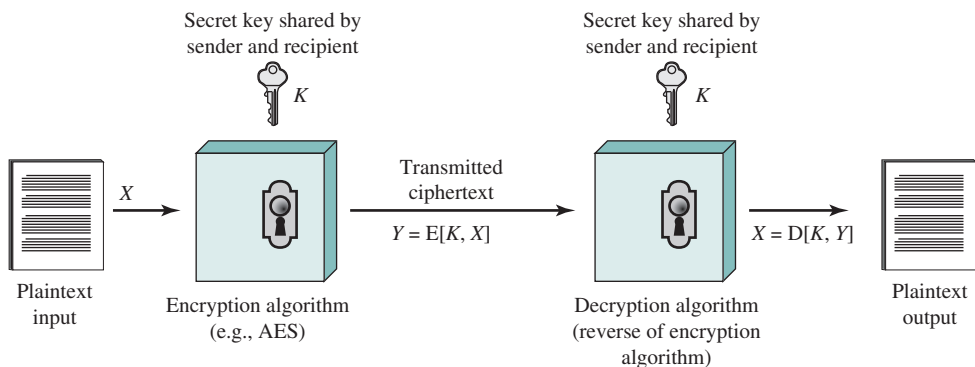 Secret key shared by
sender and recipient
K
Secret key shared by
sender and recipient
K
X
Transmitted
ciphertext
Y = E[K, X]
X = D[K, Y]
Plaintext
input
Encryption algorithm
(e.g., AES)
Decryption algorithm
(reverse of encryption
algorithm)
Plaintext
output